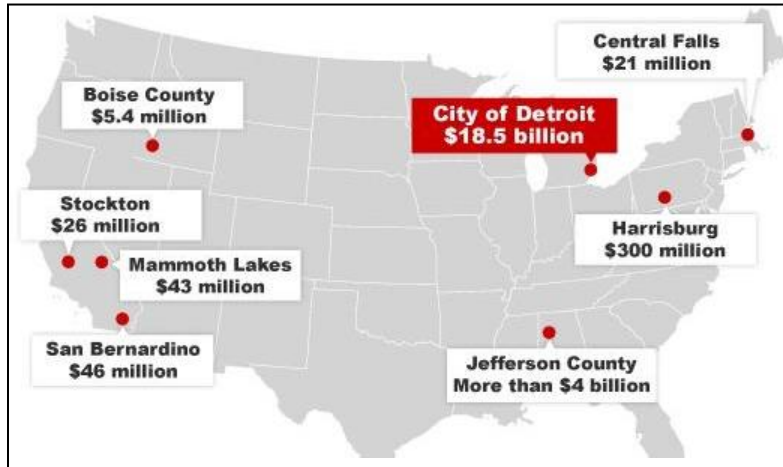 Central Falls
$21 million
Boise County
$5.4 million
City of Detroit
$18.5 billion
Stockton
$26 million
Harrisburg
$300 million
Mammoth Lakes
$43 million
San Bernardino
$46 million
Jefferson County
More than $4 billion